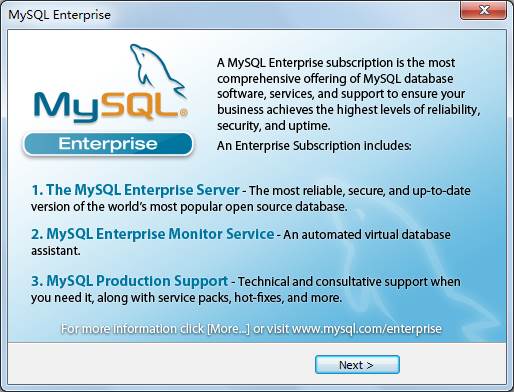 MySQL Enterprise
A MySQL Enterprise subscription is the most
comprehensive offering of MySQL database
software, services, and support to ensure your
business achieves the highest levels of reliability,
security, and uptime.
MySQL®
Enterprise
An Enterprise Subscription includes:
1. The MySQL Enterprise Server - The most reliable, secure, and up-to-date
version of the world's most popular open source database.
2. MySQL Enterprise Monitor Service - An automated virtual database
assistant.
3. MySQL Production Support - Technical and consultative support when
you need it, along with service packs, hot-fixes, and more.
For more information click [More...] or visit www.mysql.com/enterprise
Next >